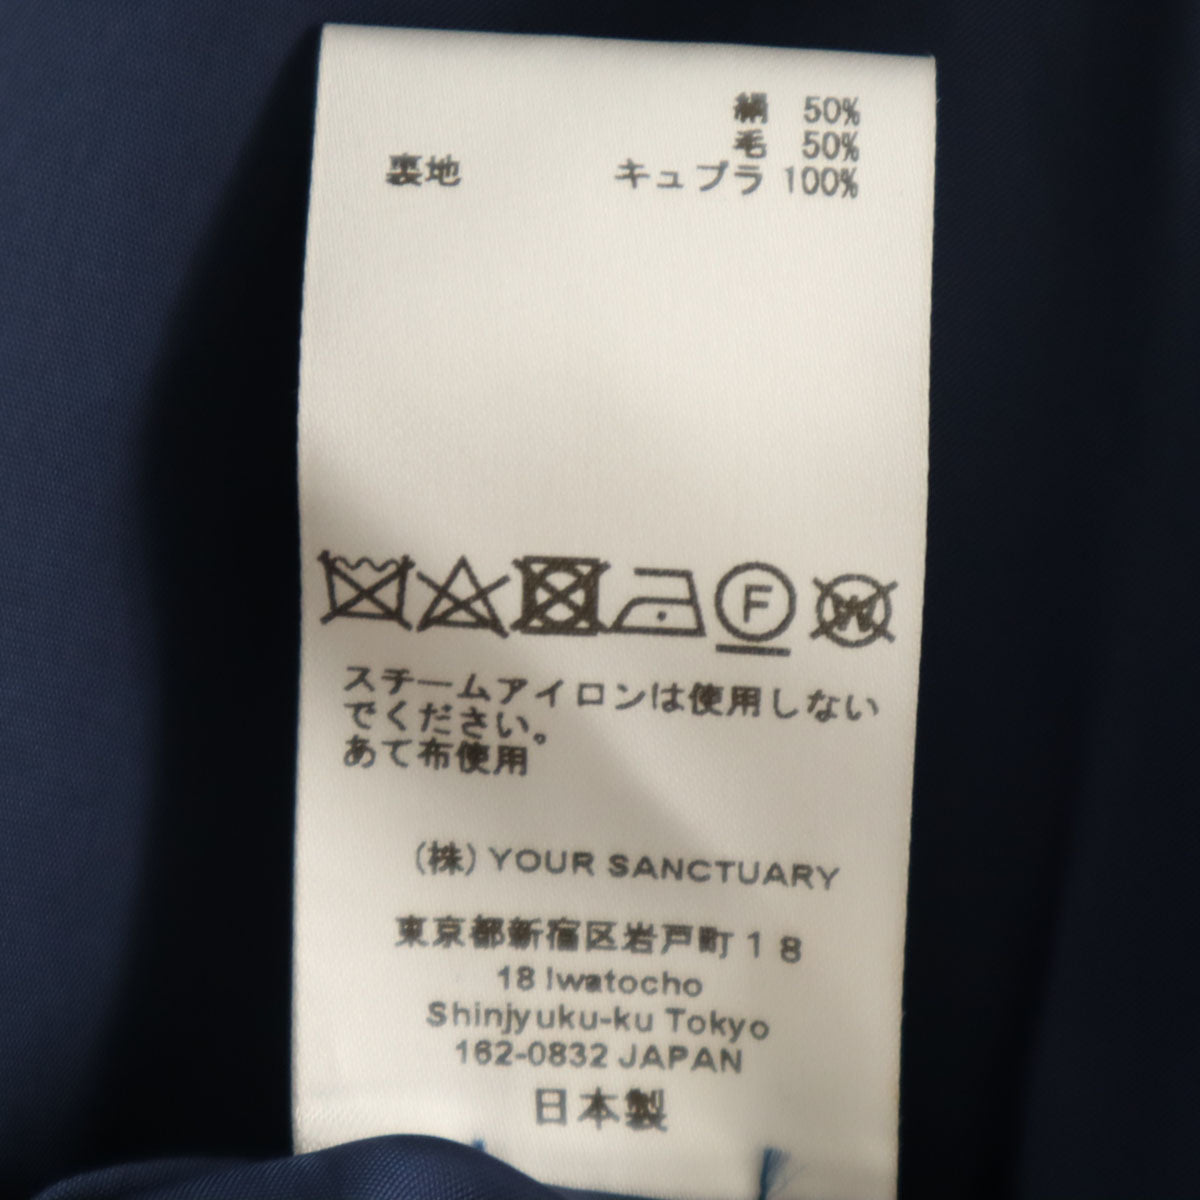 絹 50%
毛 50%
裏地 キュプラ 100%
F
W
スチームアイロンは使用しない
でください。
あて布使用
(株) YOUR SANCTUARY
東京都新宿区岩戸町18
18 Iwatocho
Shinjyuku-ku Tokyo
162-0832 JAPAN
日本製